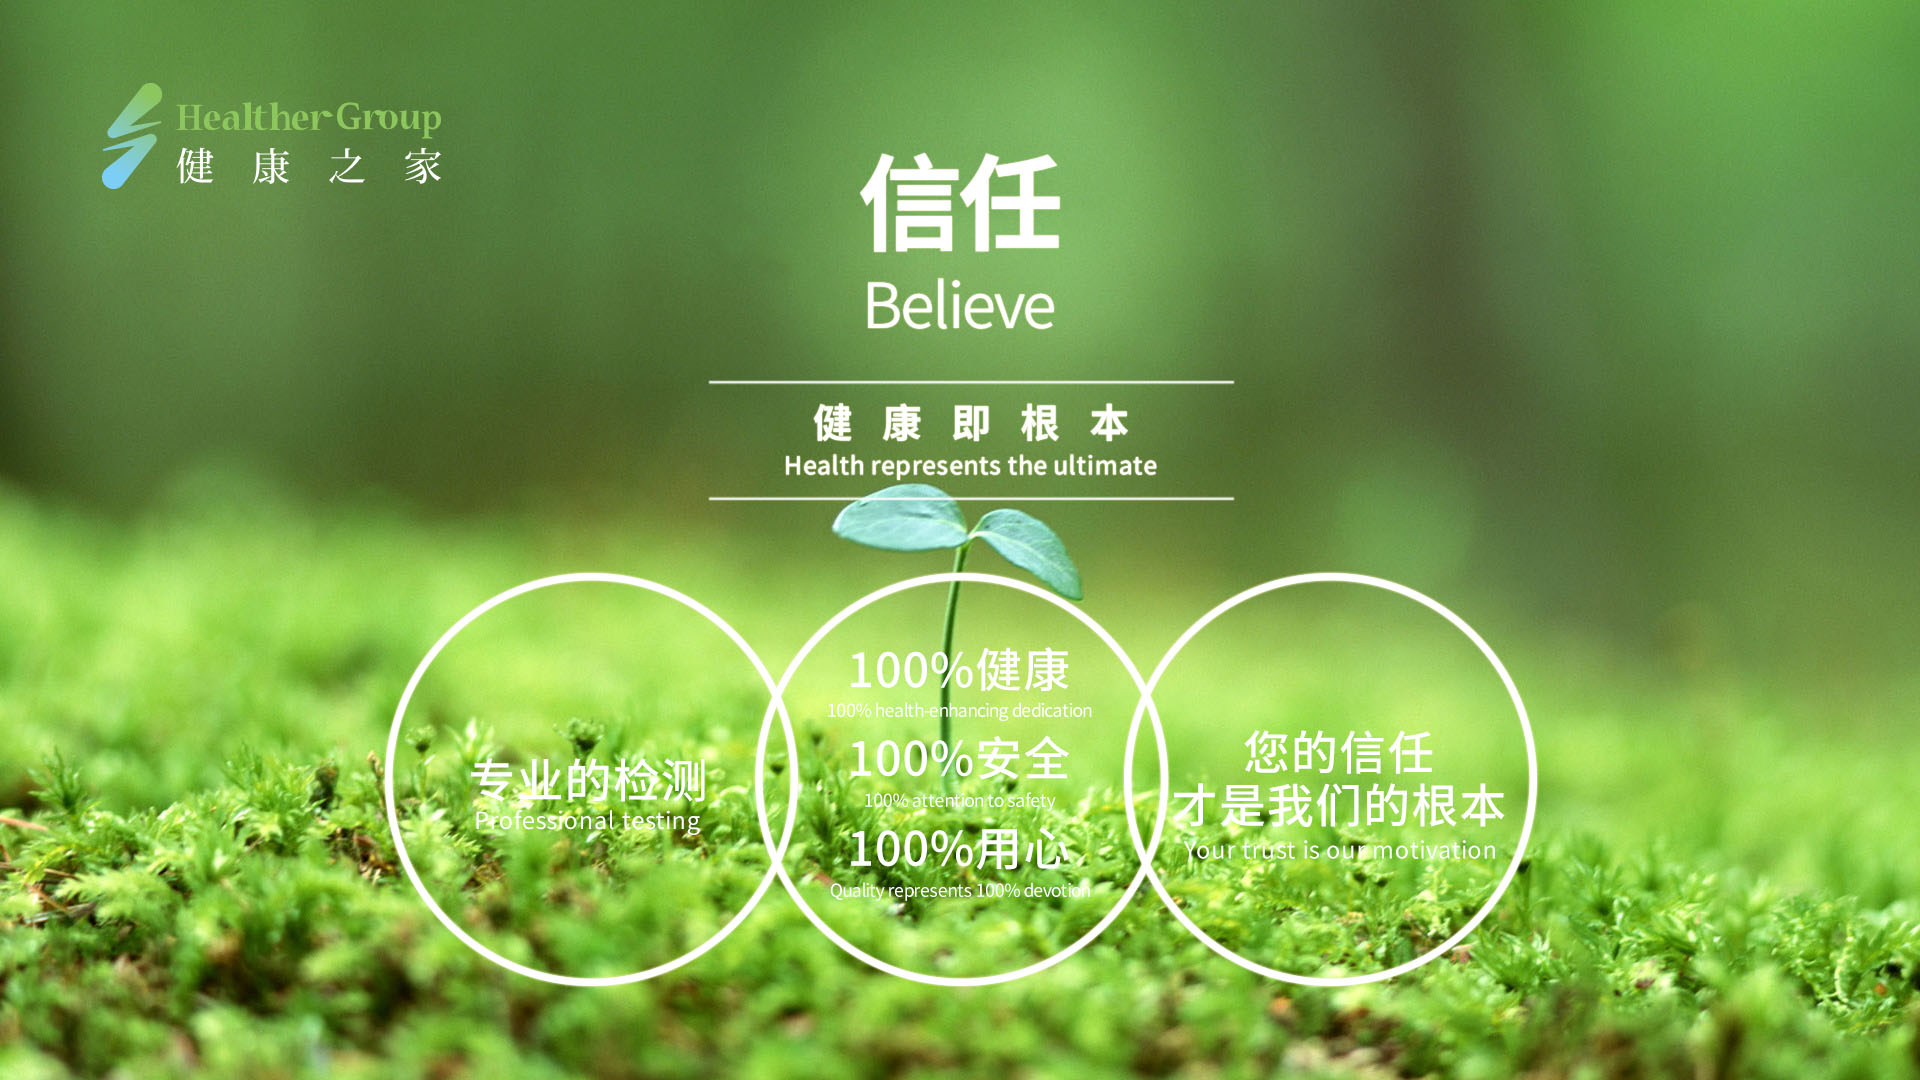 Healther Group
健康之家
信任
Believe
健康即根本
Health represents the ultimate
专业的检测
Professional testing
100%健康
100% health-enhancing dedication
100%安全
100% attention to safety
100%用心
Quality represents 100% devotion
您的信任
才是我们的根本
Your trust is our motivation